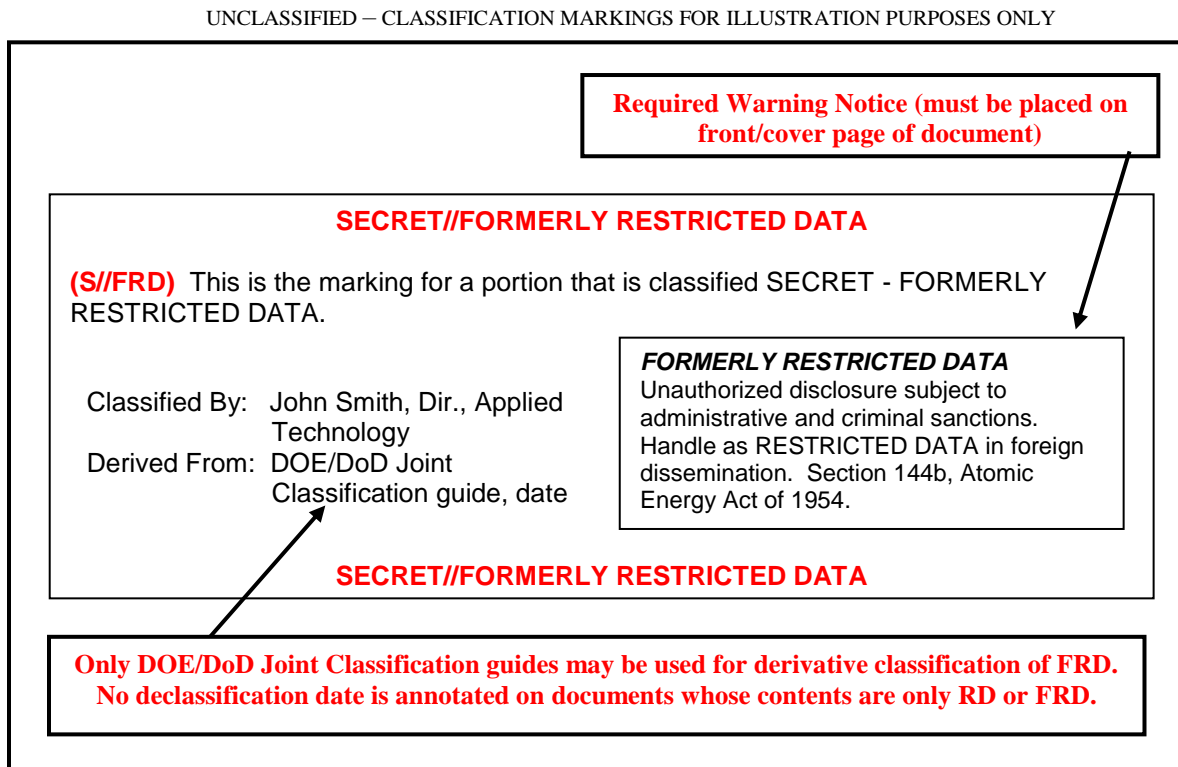 UNCLASSIFIED – CLASSIFICATION MARKINGS FOR ILLUSTRATION PURPOSES ONLY
Required Warning Notice (must be placed on
front/cover page of document)
SECRET//FORMERLY RESTRICTED DATA
(S//FRD) This is the marking for a portion that is classified SECRET - FORMERLY
RESTRICTED DATA.
Classified By: John Smith, Dir., Applied
Technology
Derived From: DOE/DoD Joint
Classification guide, date
FORMERLY RESTRICTED DATA
Unauthorized disclosure subject to
administrative and criminal sanctions.
Handle as RESTRICTED DATA in foreign
dissemination. Section 144b, Atomic
Energy Act of 1954.
SECRET//FORMERLY RESTRICTED DATA
Only DOE/DoD Joint Classification guides may be used for derivative classification of FRD.
No declassification date is annotated on documents whose contents are only RD or FRD.